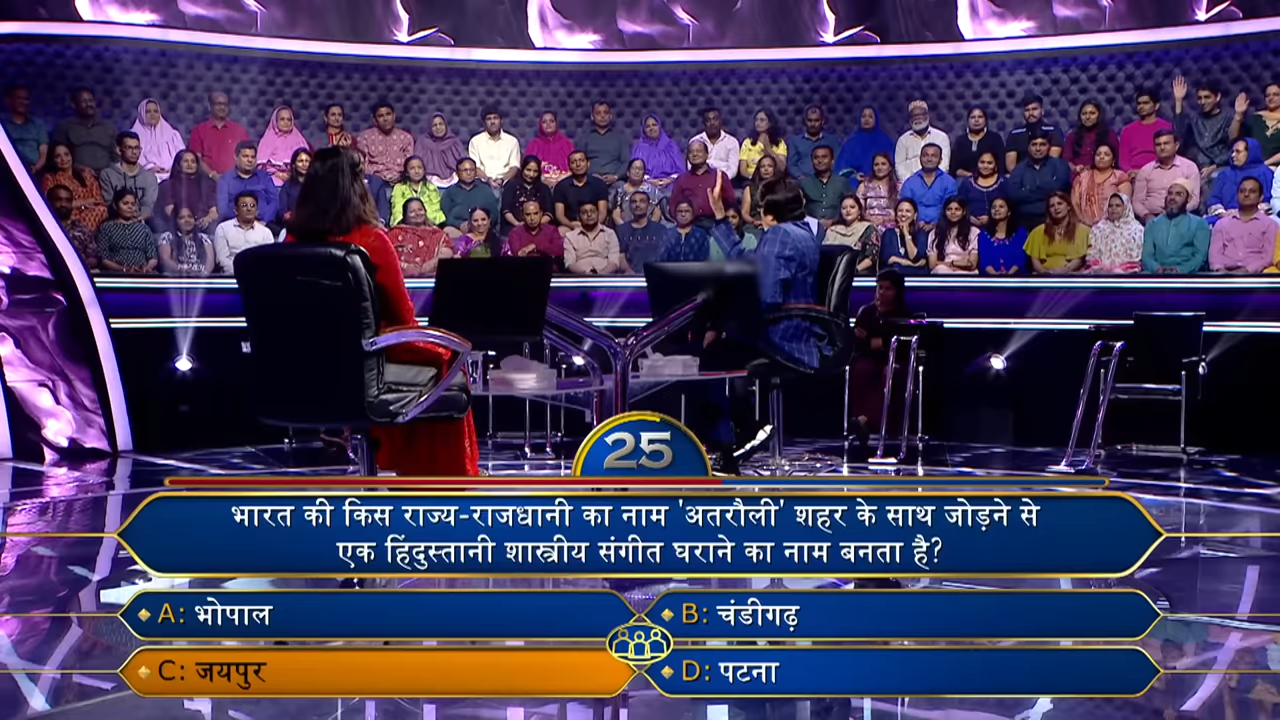 25
भारत की किस राज्य-राजधानी का नाम 'अतरौली' शहर के साथ जोड़ने से
एक हिंदुस्तानी शास्त्रीय संगीत घराने का नाम बनता है?
A: भोपाल
B: चंडीगढ़
C: जयपुर
D: पटना